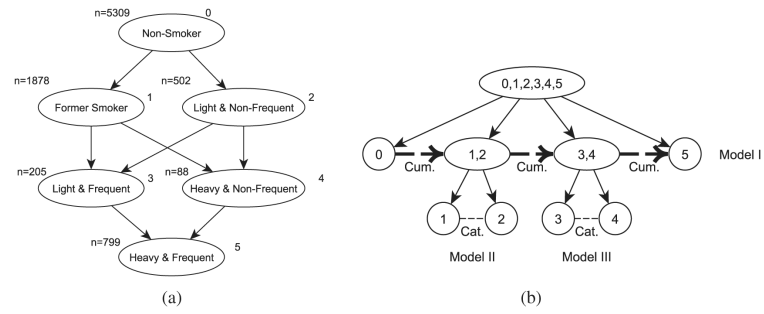 n=5309
0
Non-Smoker
n=1878
n=502
Former Smoker
1
Light & Non-Frequent
2
n=205
3
n=88
4
Light & Frequent
Heavy & Non-Frequent
n=799
5
Heavy & Frequent
(a)
0,1,2,3,4,5
0
1,2
3,4
5
Model I
Cum.
Cum.
Cum.
1
2
3
4
Cat.
Cat.
Model II
Model III
(b)